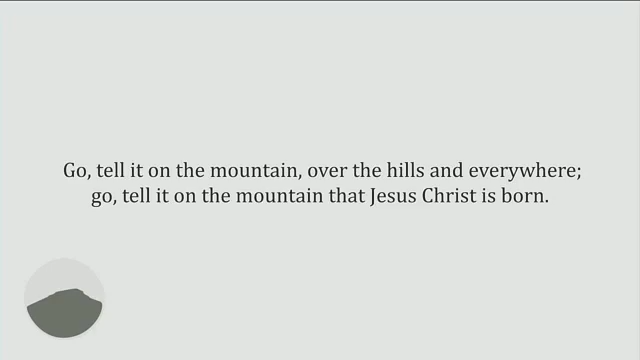 Go, tell it on the mountain, over the hills and everywhere;
go, tell it on the mountain that Jesus Christ is born.